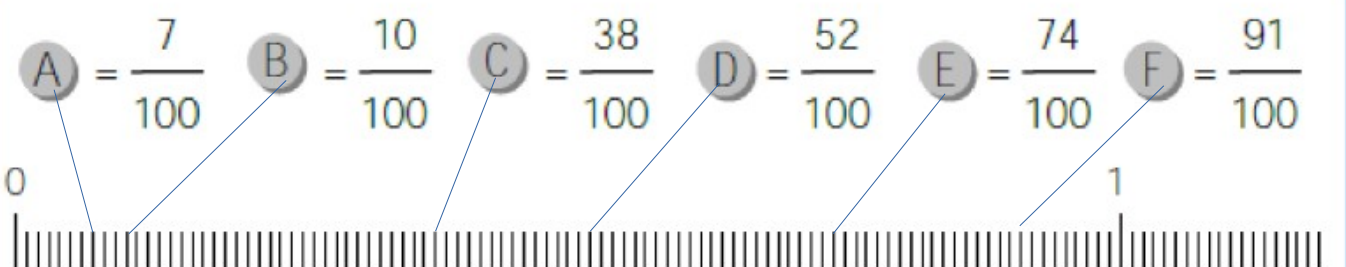 A = 7/100 B = 10/100 C = 38/100 D = 52/100 E = 74/100 F = 91/100
0 1